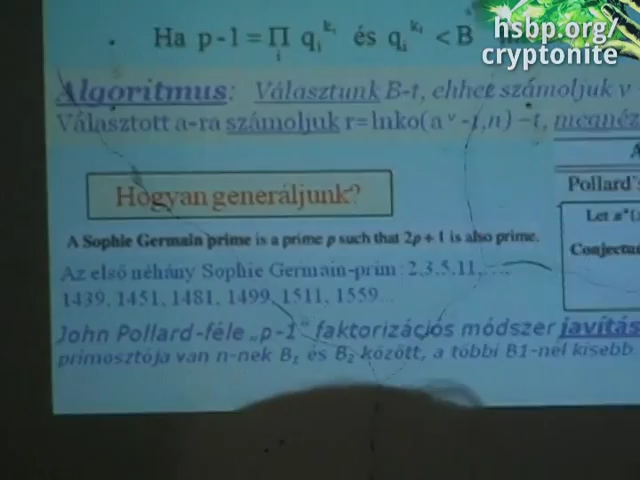 hsbp.org/
cryptonite
Ha p-1 = ∏ᵢ qᵢ^kᵢ és qᵢ^kᵢ < B
Algoritmus: Választunk B-t, ehhez számoljuk v
Választott a-ra számoljuk r=lnko(a^v -1,n) -t, megnéz
Hogyan generáljunk?
Pollard's
A Sophie Germain prime is a prime p such that 2p + 1 is also prime.
Let
Az első néhány Sophie Germain-prím : 2,3,5,11,...
1439, 1451, 1481, 1499, 1511, 1559...
John Pollard-féle „p-1" faktorizációs módszer javítás
primosztója van n-nek B₁ és B₂ között, a többi B1-nél kisebb